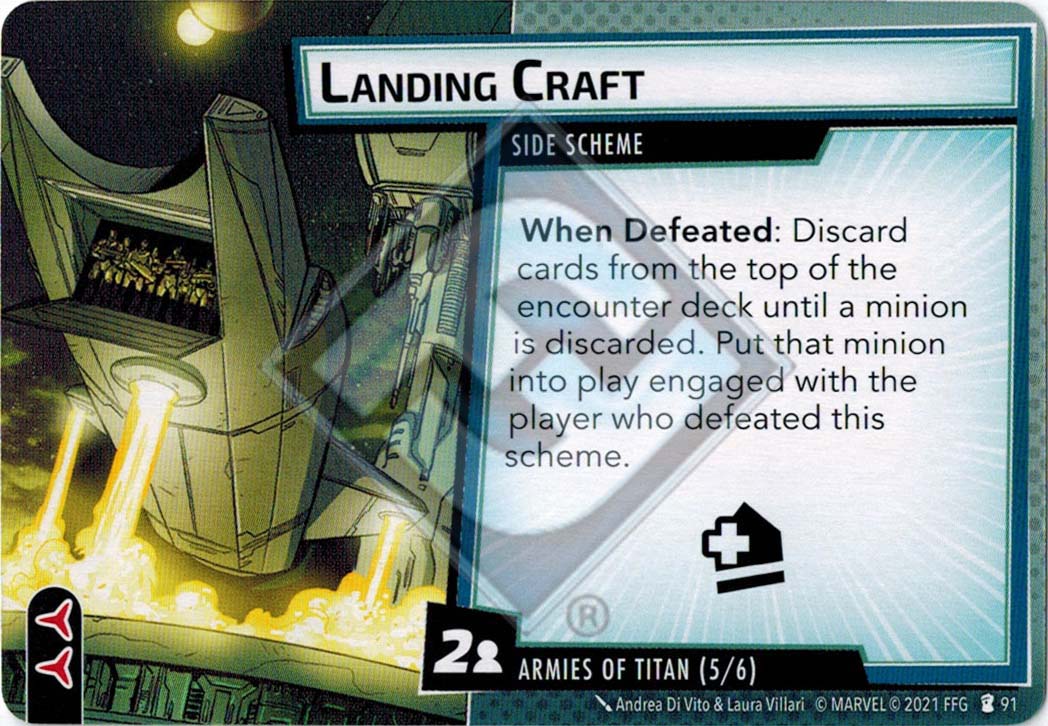 LANDING CRAFT
SIDE SCHEME
When Defeated: Discard
cards from the top of the
encounter deck until a minion
is discarded. Put that minion
into play engaged with the
player who defeated this
scheme.
®
2
ARMIES OF TITAN (5/6)
Andrea Di Vito & Laura Villari © MARVEL © 2021 FFG 91